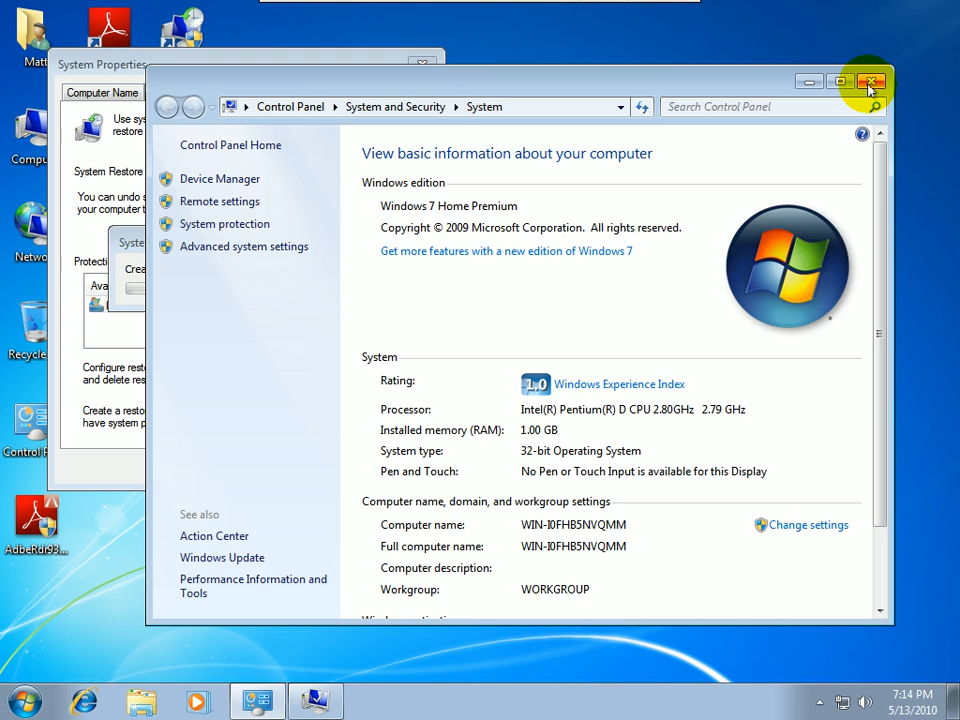 Matt
Compu
Netwo
Recycle
Control P
AdbeRdr93...
System Properties
Computer Name
Use sys
restore
System Restore
You can undo s
your computer t
Syste
Crea
Protecti
Ava
Configure resto
and delete res
Create a resto
have system p
Control Panel
System and Security
System
Search Control Panel
Control Panel Home
Device Manager
Remote settings
System protection
Advanced system settings
See also
Action Center
Windows Update
Performance Information and
Tools
View basic information about your computer
Windows edition
Windows 7 Home Premium
Copyright © 2009 Microsoft Corporation. All rights reserved.
Get more features with a new edition of Windows 7
System
Rating:
1.0 Windows Experience Index
Processor: Intel(R) Pentium(R) D CPU 2.80GHz 2.79 GHz
Installed memory (RAM): 1.00 GB
System type: 32-bit Operating System
Pen and Touch: No Pen or Touch Input is available for this Display
Computer name, domain, and workgroup settings
Computer name: WIN-I0FHB5NVQMM
Change settings
Full computer name: WIN-I0FHB5NVQMM
Computer description:
Workgroup: WORKGROUP
7:14 PM
5/13/2010